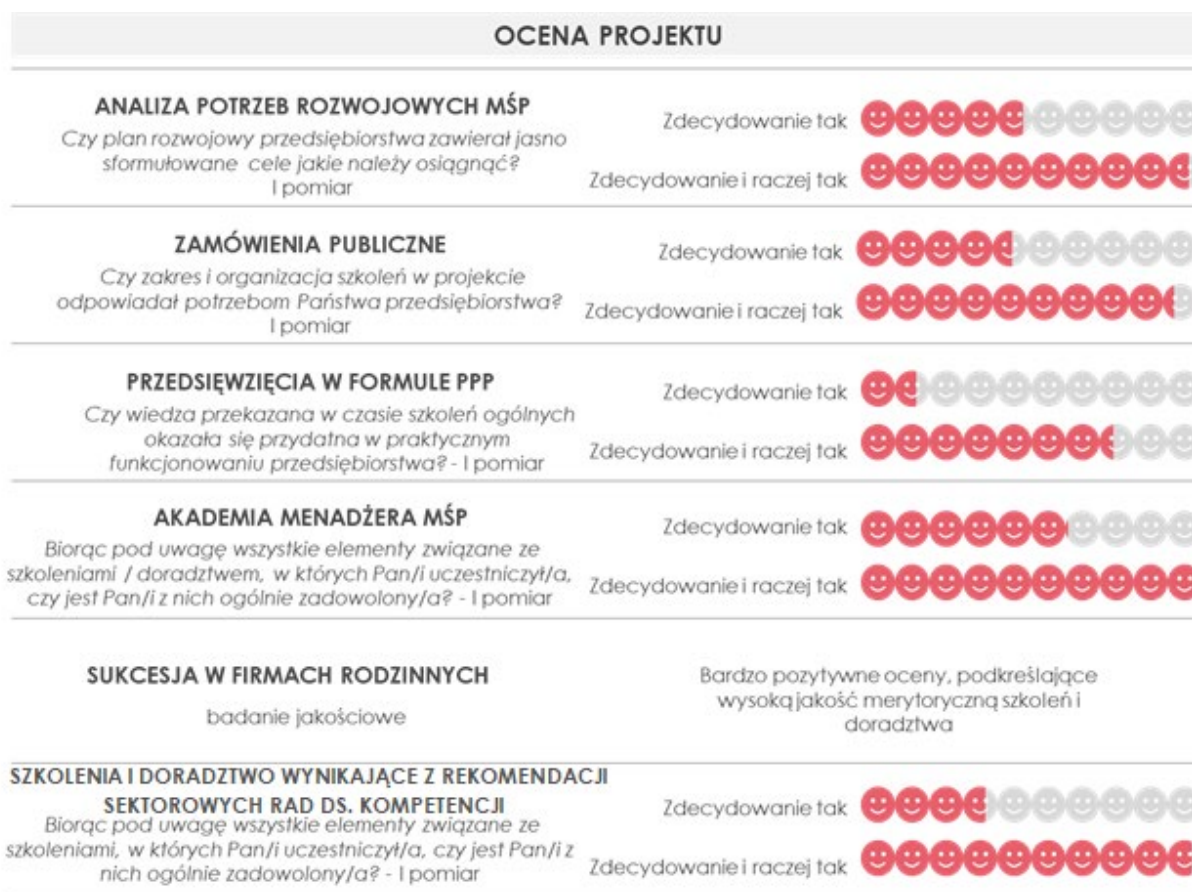 OCENA PROJEKTU
ANALIZA POTRZEB ROZWOJOWYCH MŚP
Czy plan rozwojowy przedsiębiorstwa zawierał jasno
sformułowane cele jakie należy osiągnąć?
I pomiar
Zdecydowanie tak
Zdecydowanie i raczej tak
ZAMÓWIENIA PUBLICZNE
Czy zakres i organizacja szkoleń w projekcie
odpowiadał potrzebom Państwa przedsiębiorstwa?
I pomiar
Zdecydowanie tak
Zdecydowanie i raczej tak
PRZEDSIĘWZIĘCIA W FORMULE PPP
Czy wiedza przekazana w czasie szkoleń ogólnych
okazała się przydatna w praktycznym
funkcjonowaniu przedsiębiorstwa? - I pomiar
Zdecydowanie tak
Zdecydowanie i raczej tak
AKADEMIA MENADŻERA MŚP
Biorąc pod uwagę wszystkie elementy związane ze
szkoleniami / doradztwem, w których Pan/i uczestniczył/a,
czy jest Pan/i z nich ogólnie zadowolony/a? - I pomiar
Zdecydowanie tak
Zdecydowanie i raczej tak
SUKCESJA W FIRMACH RODZINNYCH
badanie jakościowe
Bardzo pozytywne oceny, podkreślające
wysoką jakość merytoryczną szkoleń i
doradztwa
SZKOLENIA I DORADZTWO WYNIKAJĄCE Z REKOMENDACJI
SEKTOROWYCH RAD DS. KOMPETENCJI
Biorąc pod uwagę wszystkie elementy związane ze
szkoleniami, w których Pan/i uczestniczył/a, czy jest Pan/i z
nich ogólnie zadowolony/a? - I pomiar
Zdecydowanie tak
Zdecydowanie i raczej tak